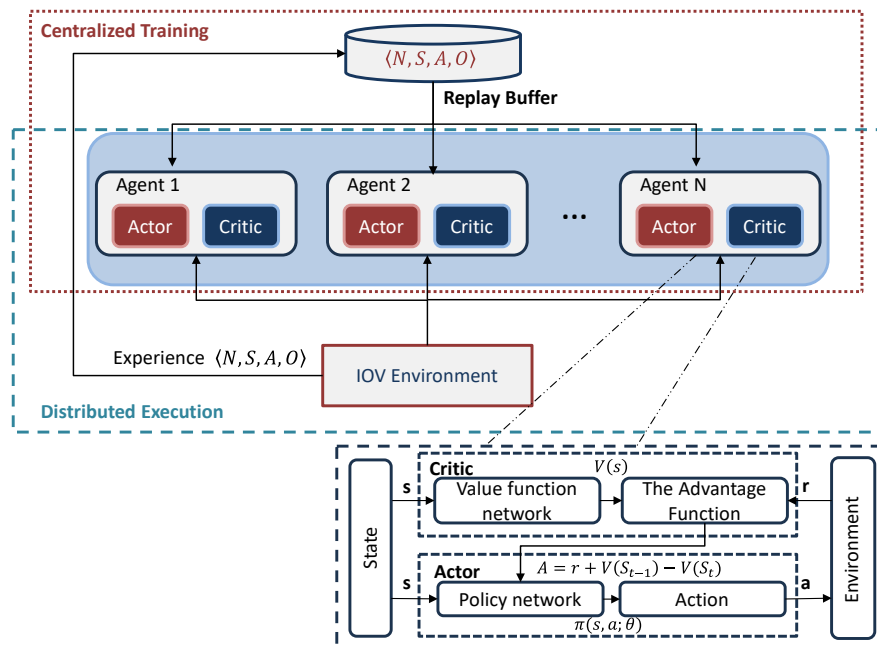 Centralized Training
⟨N, S, A, O⟩
Replay Buffer
Agent 1
Actor
Critic
Agent 2
Actor
Critic
...
Agent N
Actor
Critic
Experience ⟨N, S, A, O⟩
IOV Environment
Distributed Execution
State
s
Critic
V(s)
Value function
network
The Advantage
Function
r
Environment
s
Actor
A = r + V(S_{t−1}) − V(S_t)
Policy network
Action
a
π(s, a; θ)